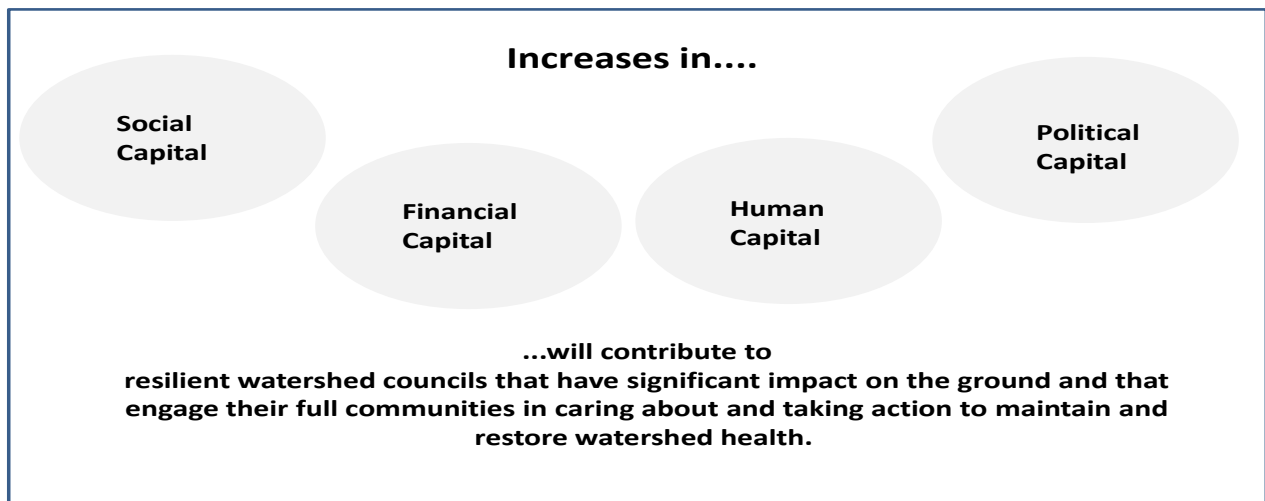 Increases in....
Social
Capital
Financial
Capital
Human
Capital
Political
Capital
...will contribute to
resilient watershed councils that have significant impact on the ground and that
engage their full communities in caring about and taking action to maintain and
restore watershed health.